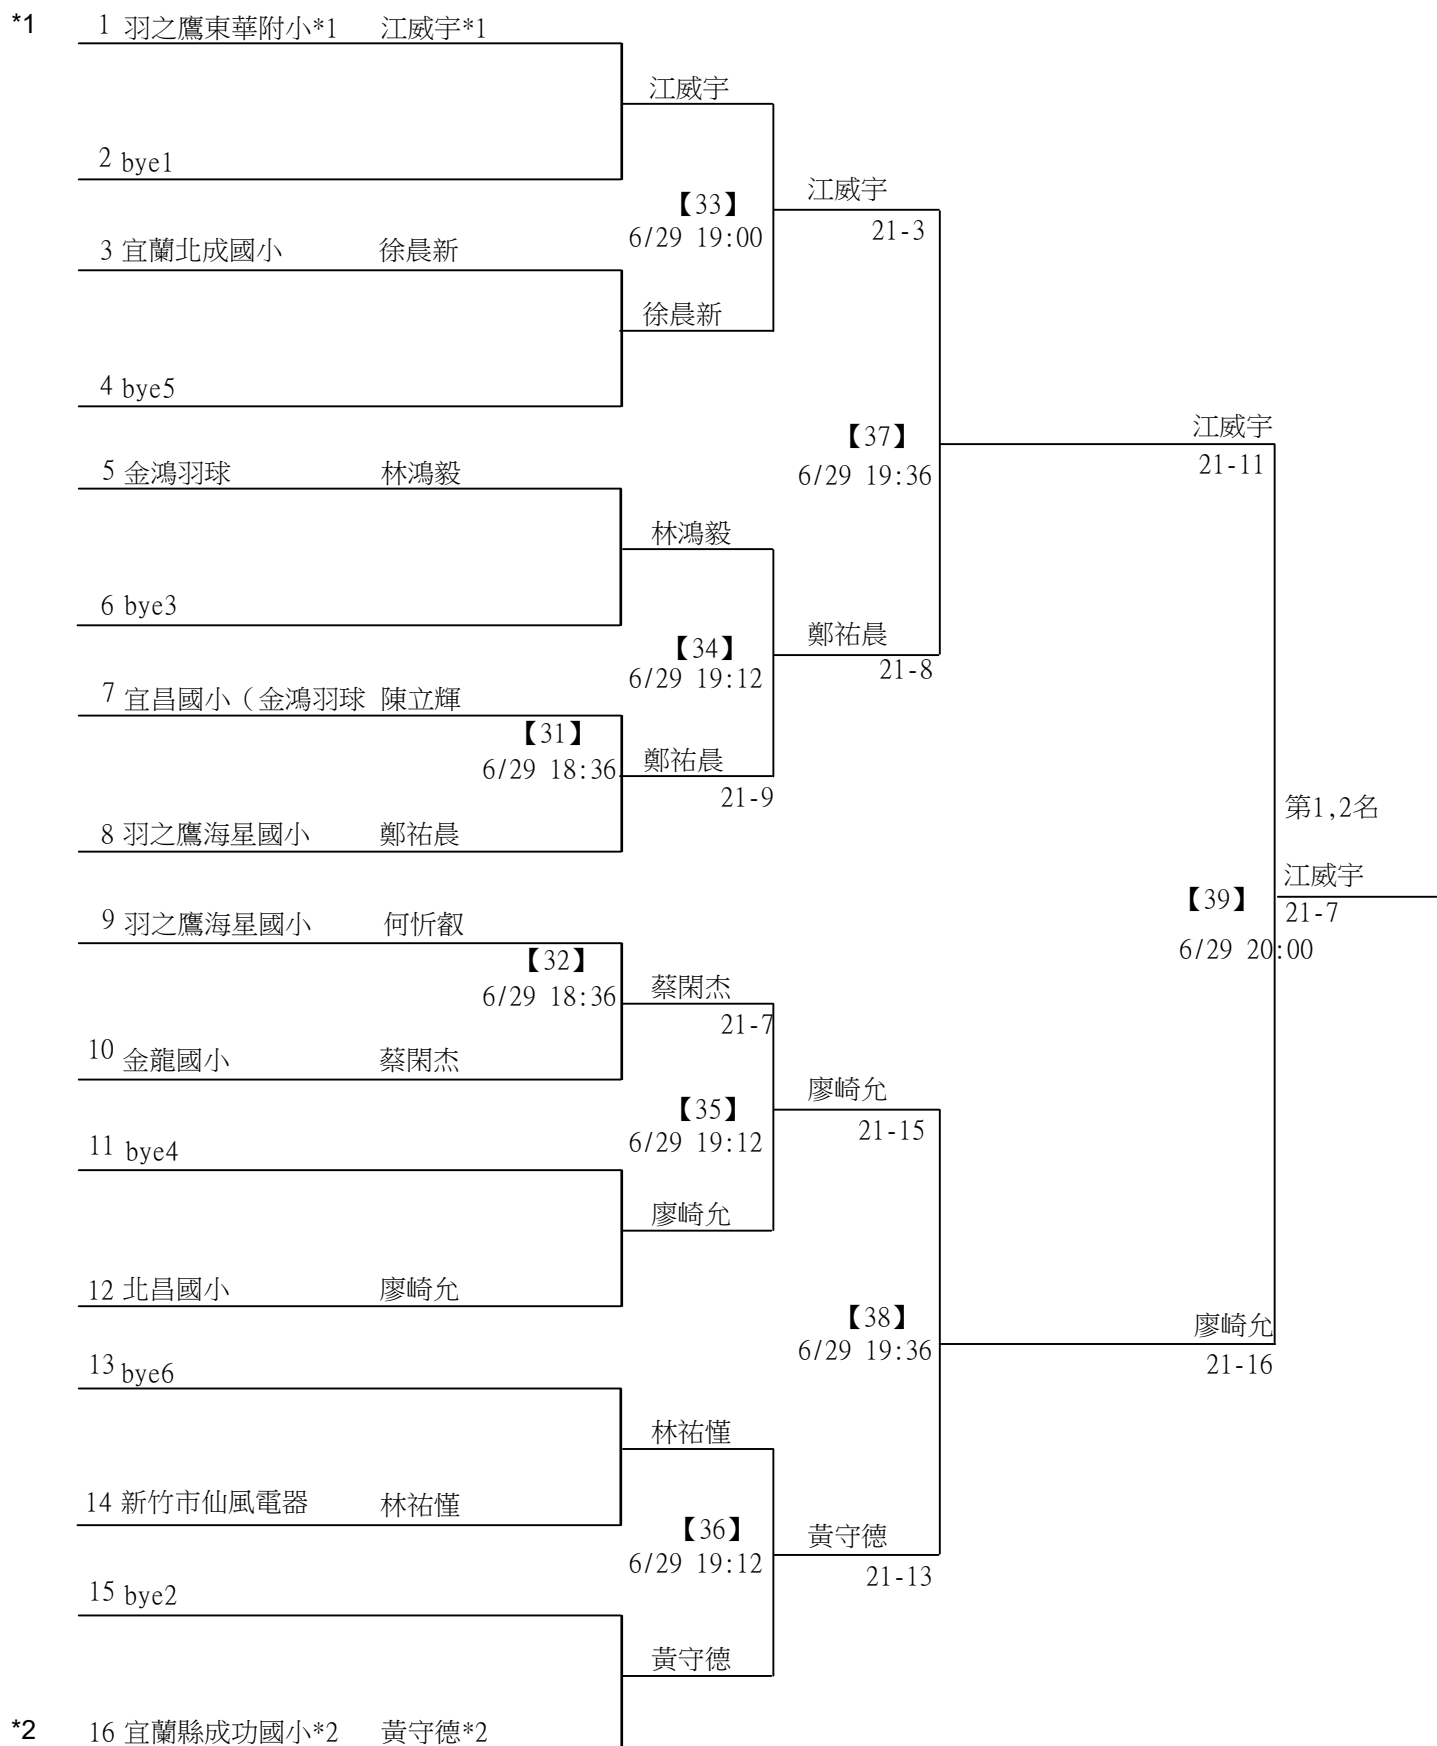 *1
1 羽之鷹東華附小*1 江威宇*1
江威宇
2 bye1
【33】
6/29 19:00
江威宇
21-3
3 宜蘭北成國小 徐晨新
徐晨新
4 bye5
【37】
6/29 19:36
江威宇
21-11
5 金鴻羽球 林鴻毅
林鴻毅
6 bye3
【34】
6/29 19:12
鄭祐晨
21-8
7 宜昌國小（金鴻羽球 陳立輝
【31】
6/29 18:36
鄭祐晨
21-9
8 羽之鷹海星國小 鄭祐晨
第1,2名
【39】
6/29 20:00
江威宇
21-7
9 羽之鷹海星國小 何忻叡
【32】
6/29 18:36
蔡閑杰
21-7
10 金龍國小 蔡閑杰
【35】
6/29 19:12
廖崎允
21-15
11 bye4
廖崎允
12 北昌國小 廖崎允
【38】
6/29 19:36
廖崎允
21-16
13 bye6
林祐慬
14 新竹市仙風電器 林祐慬
【36】
6/29 19:12
黃守德
21-13
15 bye2
黃守德
*2
16 宜蘭縣成功國小*2 黃守德*2